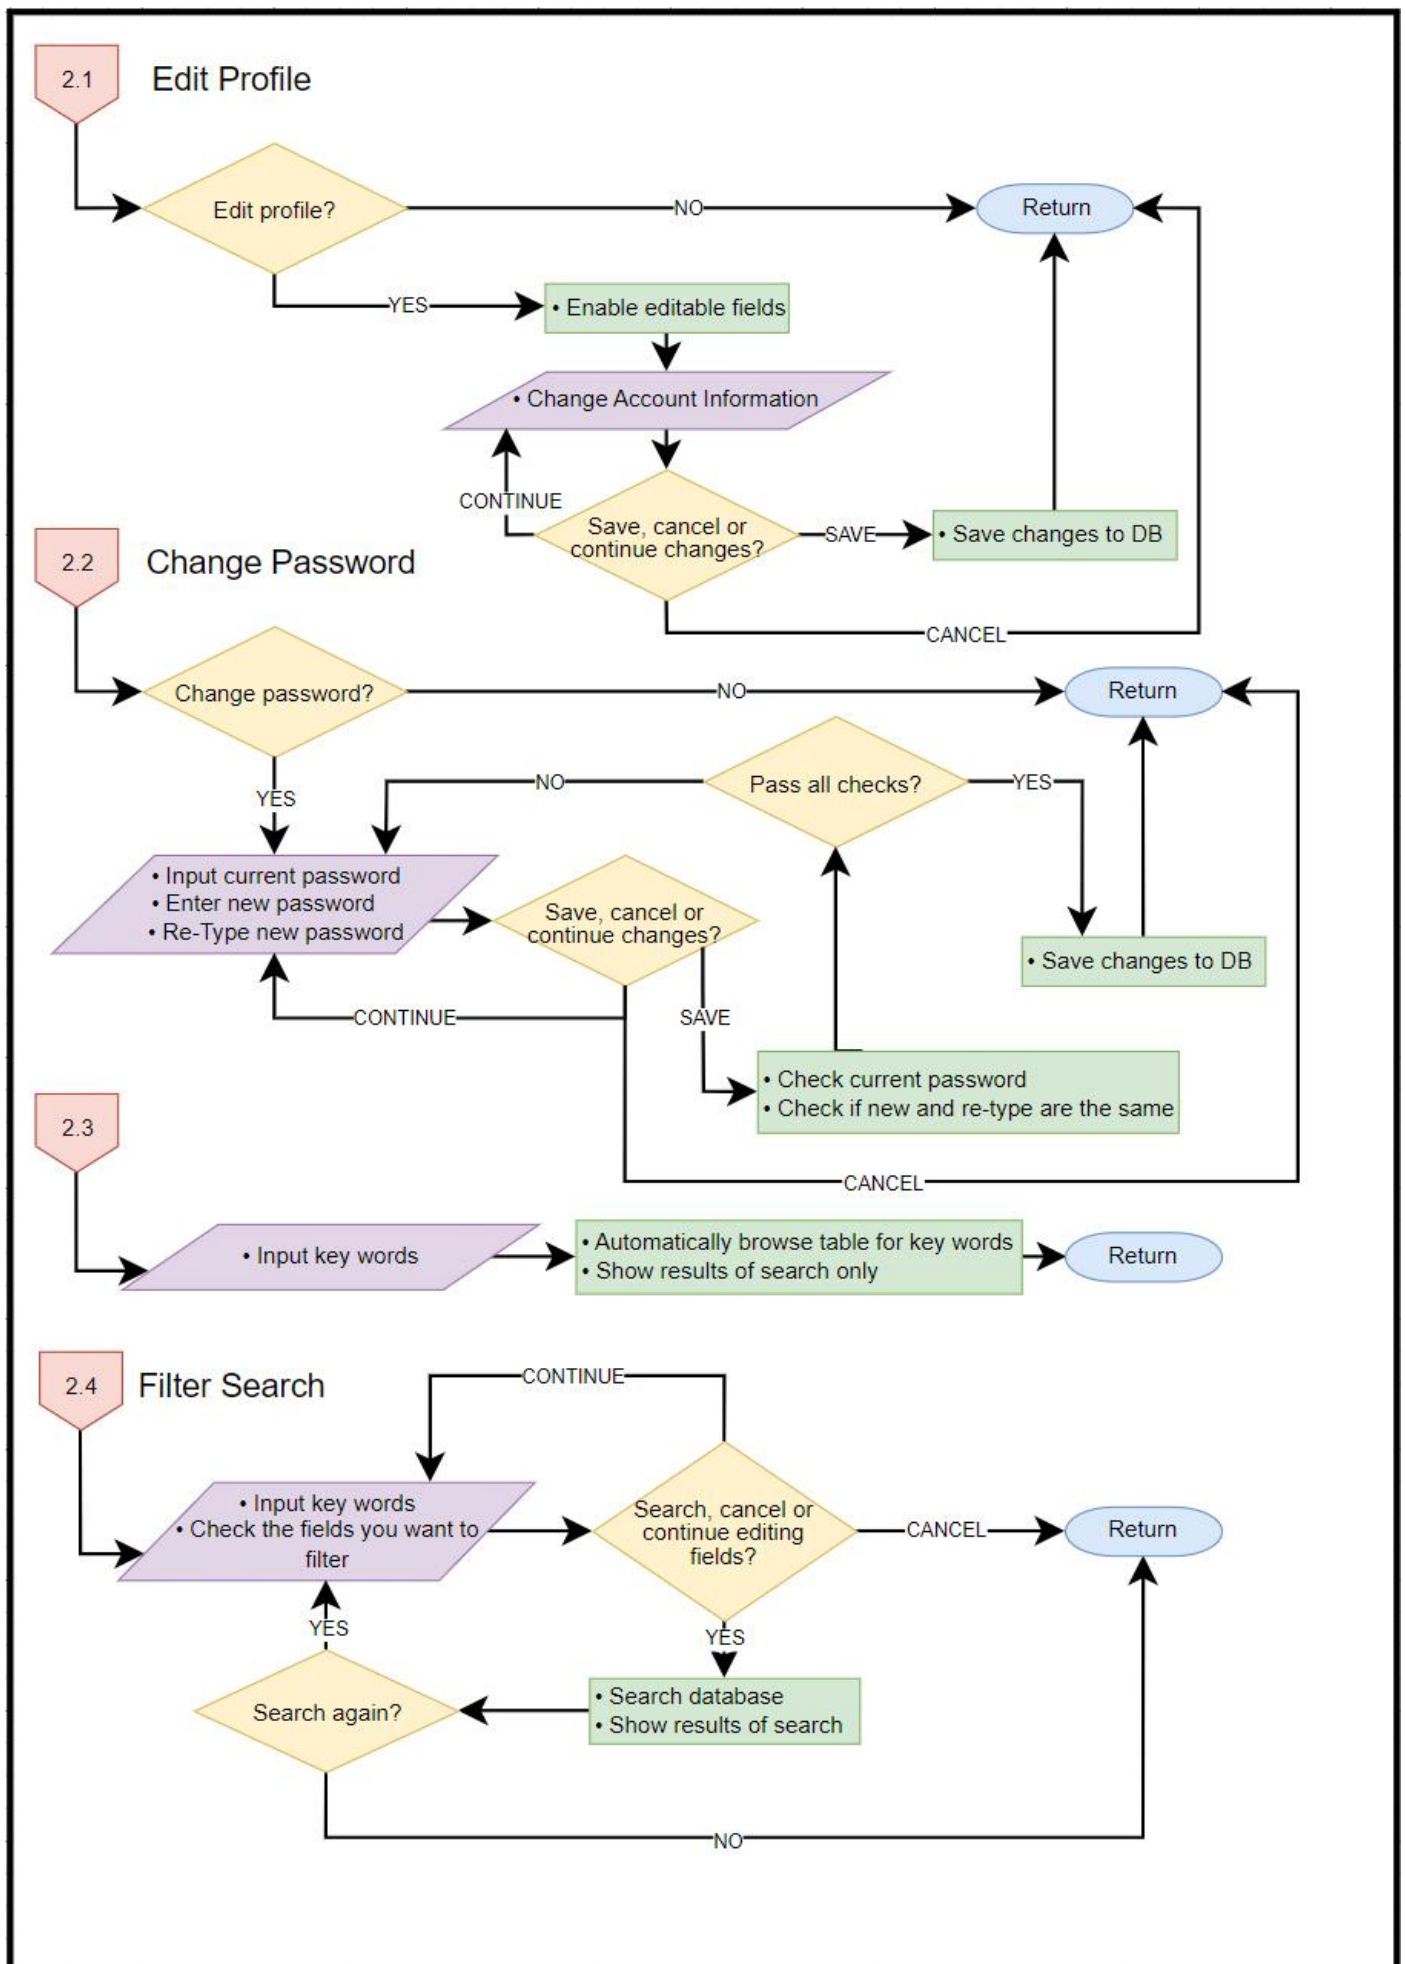 2.1
Edit Profile
Edit profile?
NO
Return
YES
• Enable editable fields
• Change Account Information
CONTINUE
Save, cancel or
continue changes?
SAVE
• Save changes to DB
CANCEL
2.2
Change Password
Change password?
NO
Return
YES
NO
Pass all checks?
YES
• Input current password
• Enter new password
• Re-Type new password
Save, cancel or
continue changes?
• Save changes to DB
CONTINUE
SAVE
• Check current password
• Check if new and re-type are the same
CANCEL
2.3
• Input key words
• Automatically browse table for key words
• Show results of search only
Return
2.4
Filter Search
CONTINUE
• Input key words
• Check the fields you want to
filter
Search, cancel or
continue editing
fields?
CANCEL
Return
YES
YES
Search again?
• Search database
• Show results of search
NO